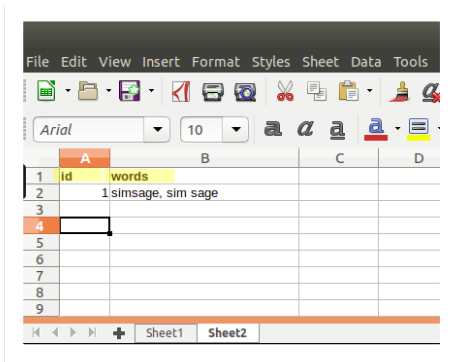 File Edit View Insert Format Styles Sheet Data Tools
Arial 10 a a a a
A B C D
1 id words
2 1 simsage, sim sage
3
4
5
6
7
8
9
Sheet1 Sheet2